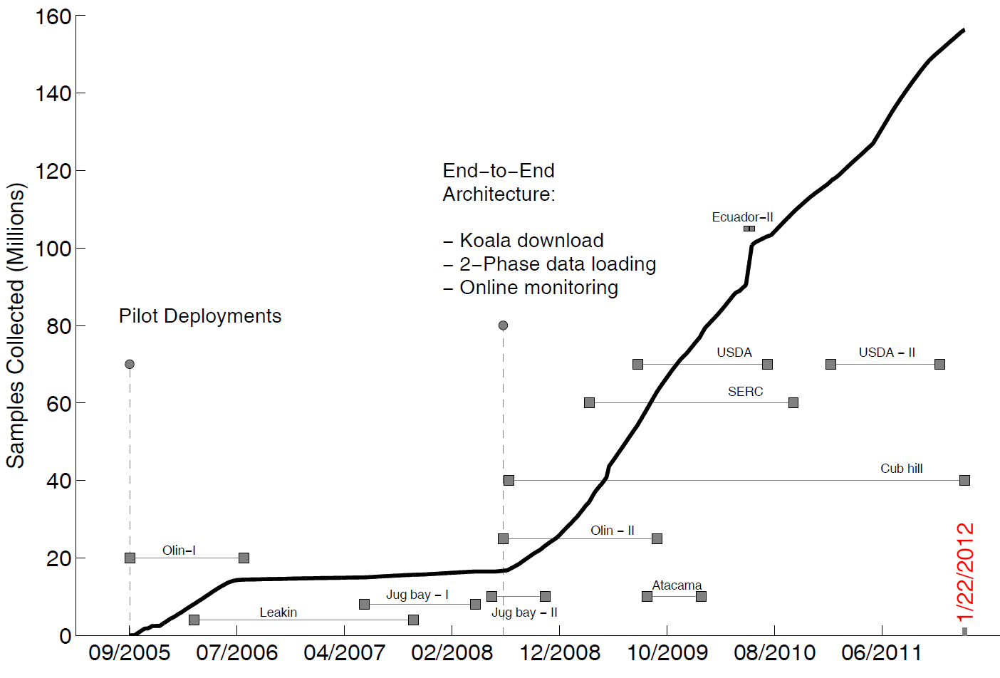 160
140
120
100
80
60
40
20
0
Samples Collected (Millions)
End−to−End
Architecture:
− Koala download
− 2−Phase data loading
− Online monitoring
Pilot Deployments
Ecuador−II
USDA
USDA − II
SERC
Cub hill
Olin − II
Olin−I
Atacama
Jug bay − I
Jug bay − II
Leakin
1/22/2012
09/2005
07/2006
04/2007
02/2008
12/2008
10/2009
08/2010
06/2011